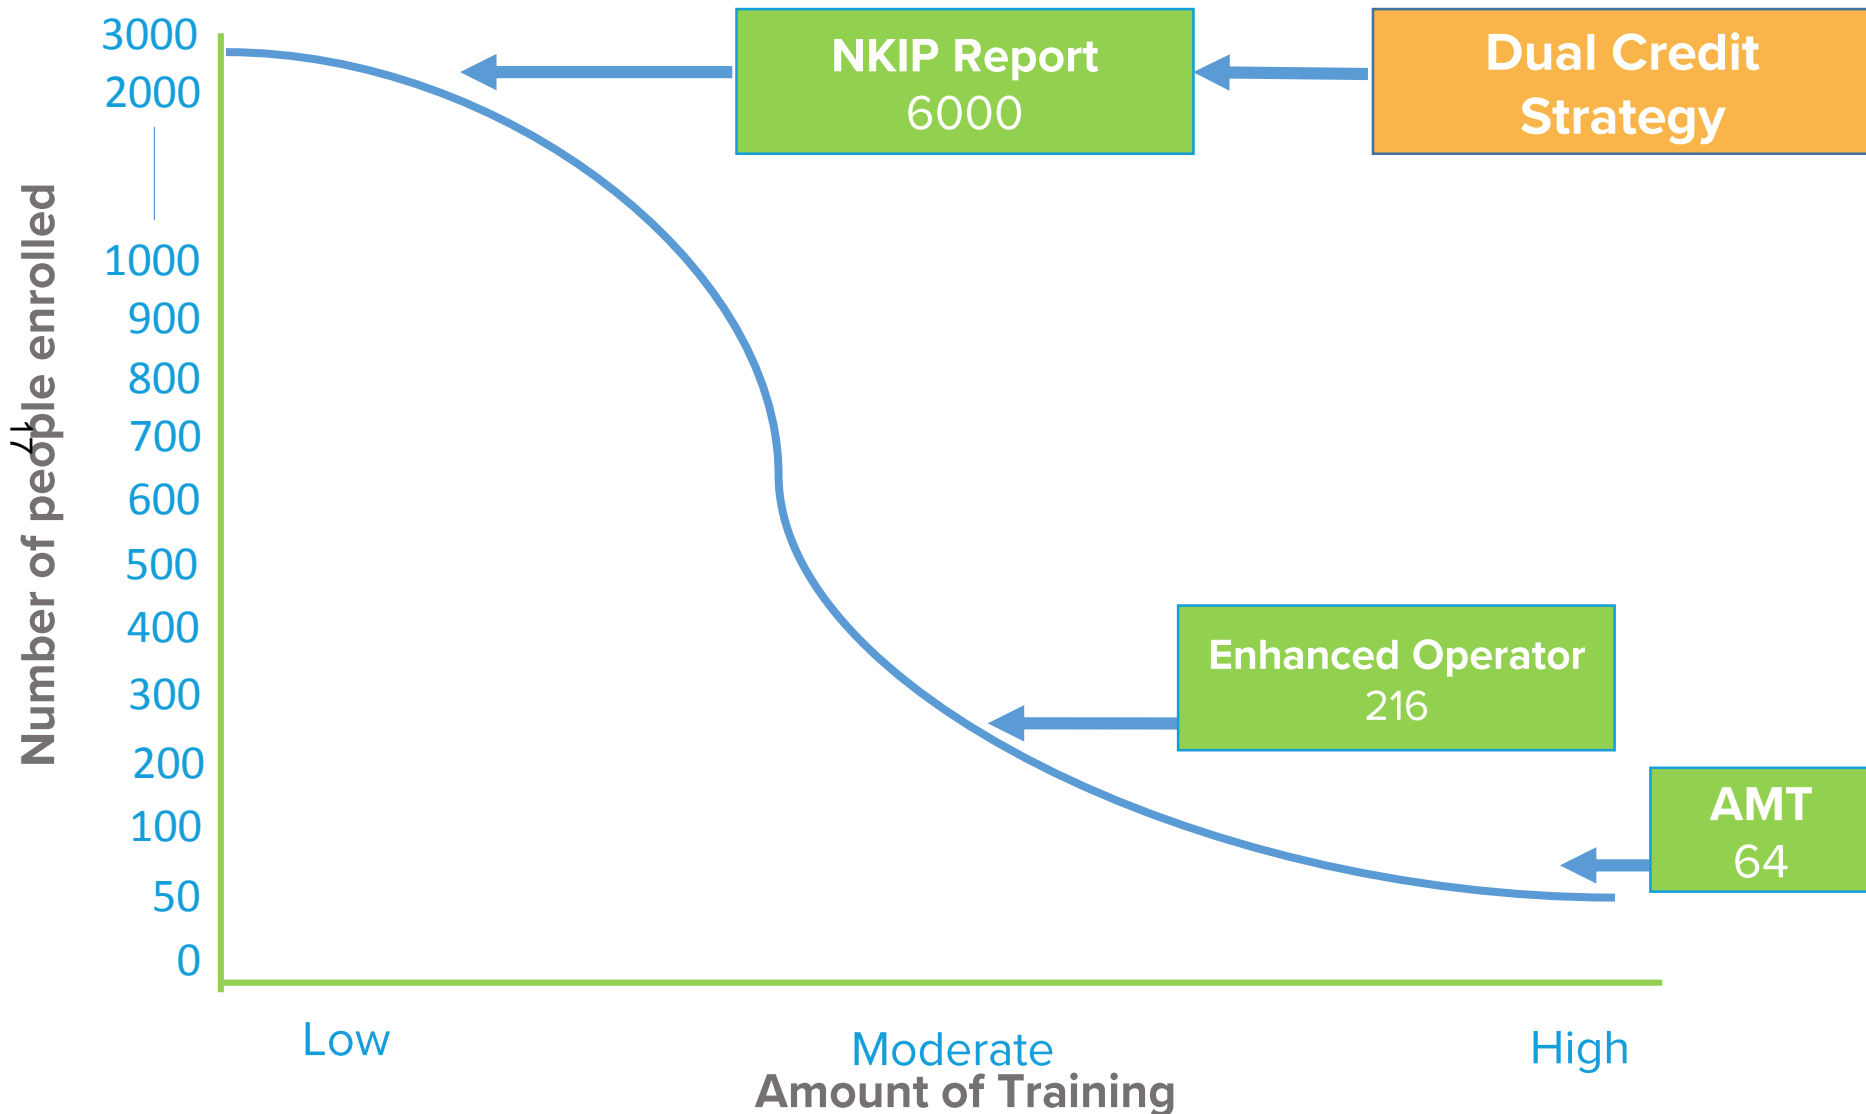 3000
2000
1000
900
800
700
600
500
400
300
200
100
50
0
Number of people enrolled
17
NKIP Report
6000
Dual Credit
Strategy
Enhanced Operator
216
AMT
64
Low
Moderate
High
Amount of Training